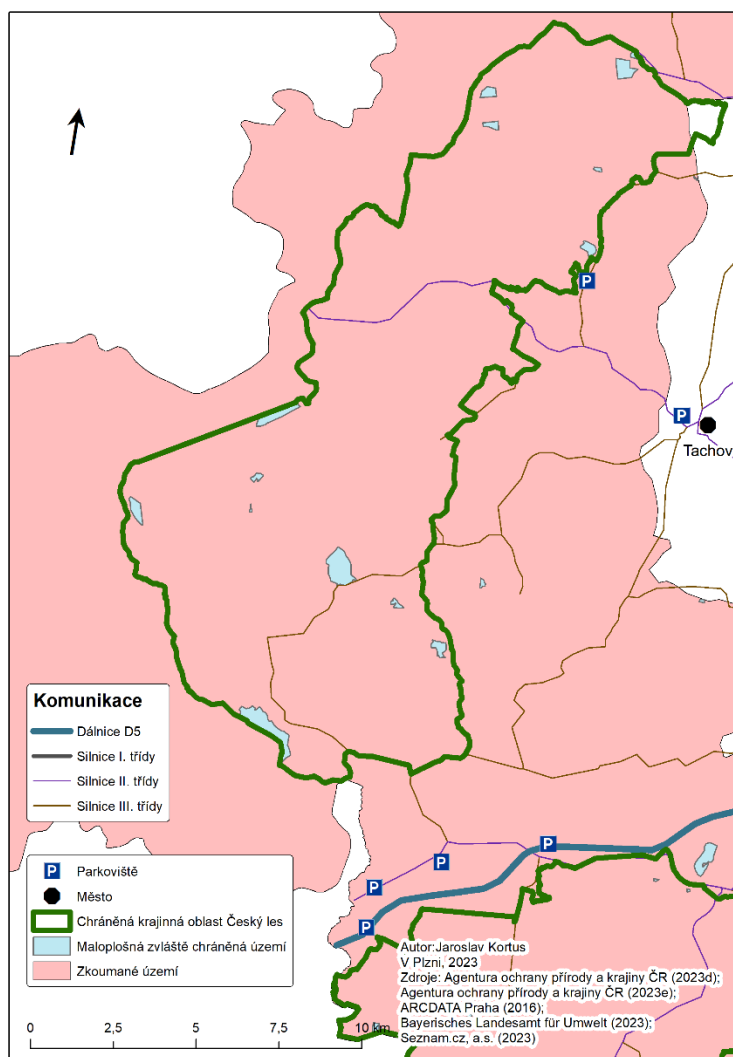 P
P
Tachov
Komunikace
Dálnice D5
Silnice I. třídy
Silnice II. třídy
Silnice III. třídy
P
P
P
P
P Parkoviště
Město
Chráněná krajinná oblast Český les
Maloplošná zvláště chráněná území
Zkoumané území
Autor:Jaroslav Kortus
V Plzni, 2023
Zdroje: Agentura ochrany přírody a krajiny ČR (2023d);
Agentura ochrany přírody a krajiny ČR (2023e);
ARCDATA Praha (2016);
Bayerisches Landesamt für Umwelt (2023);
Seznam.cz, a.s. (2023)
0 2,5 5 7,5 10 km